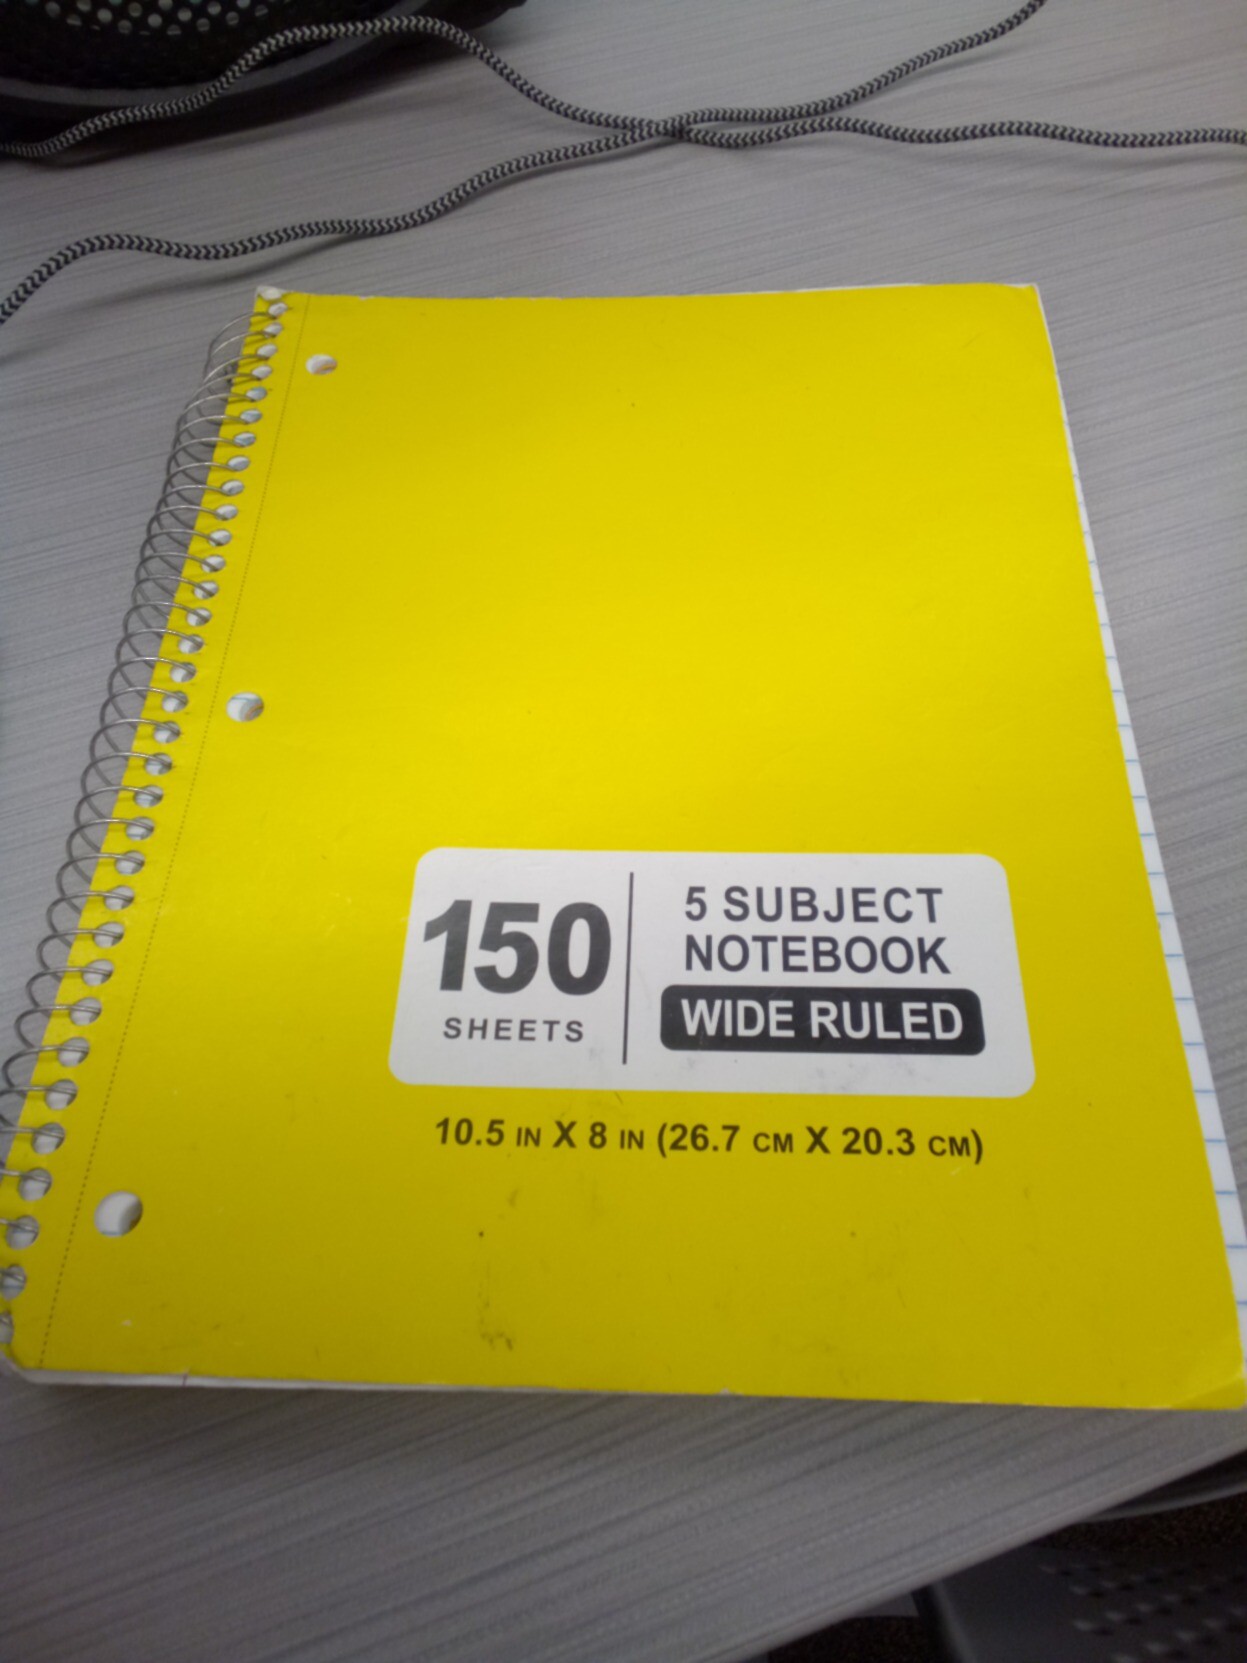 150
SHEETS
5 SUBJECT
NOTEBOOK
WIDE RULED
10.5 IN X 8 IN (26.7 CM X 20.3 CM)